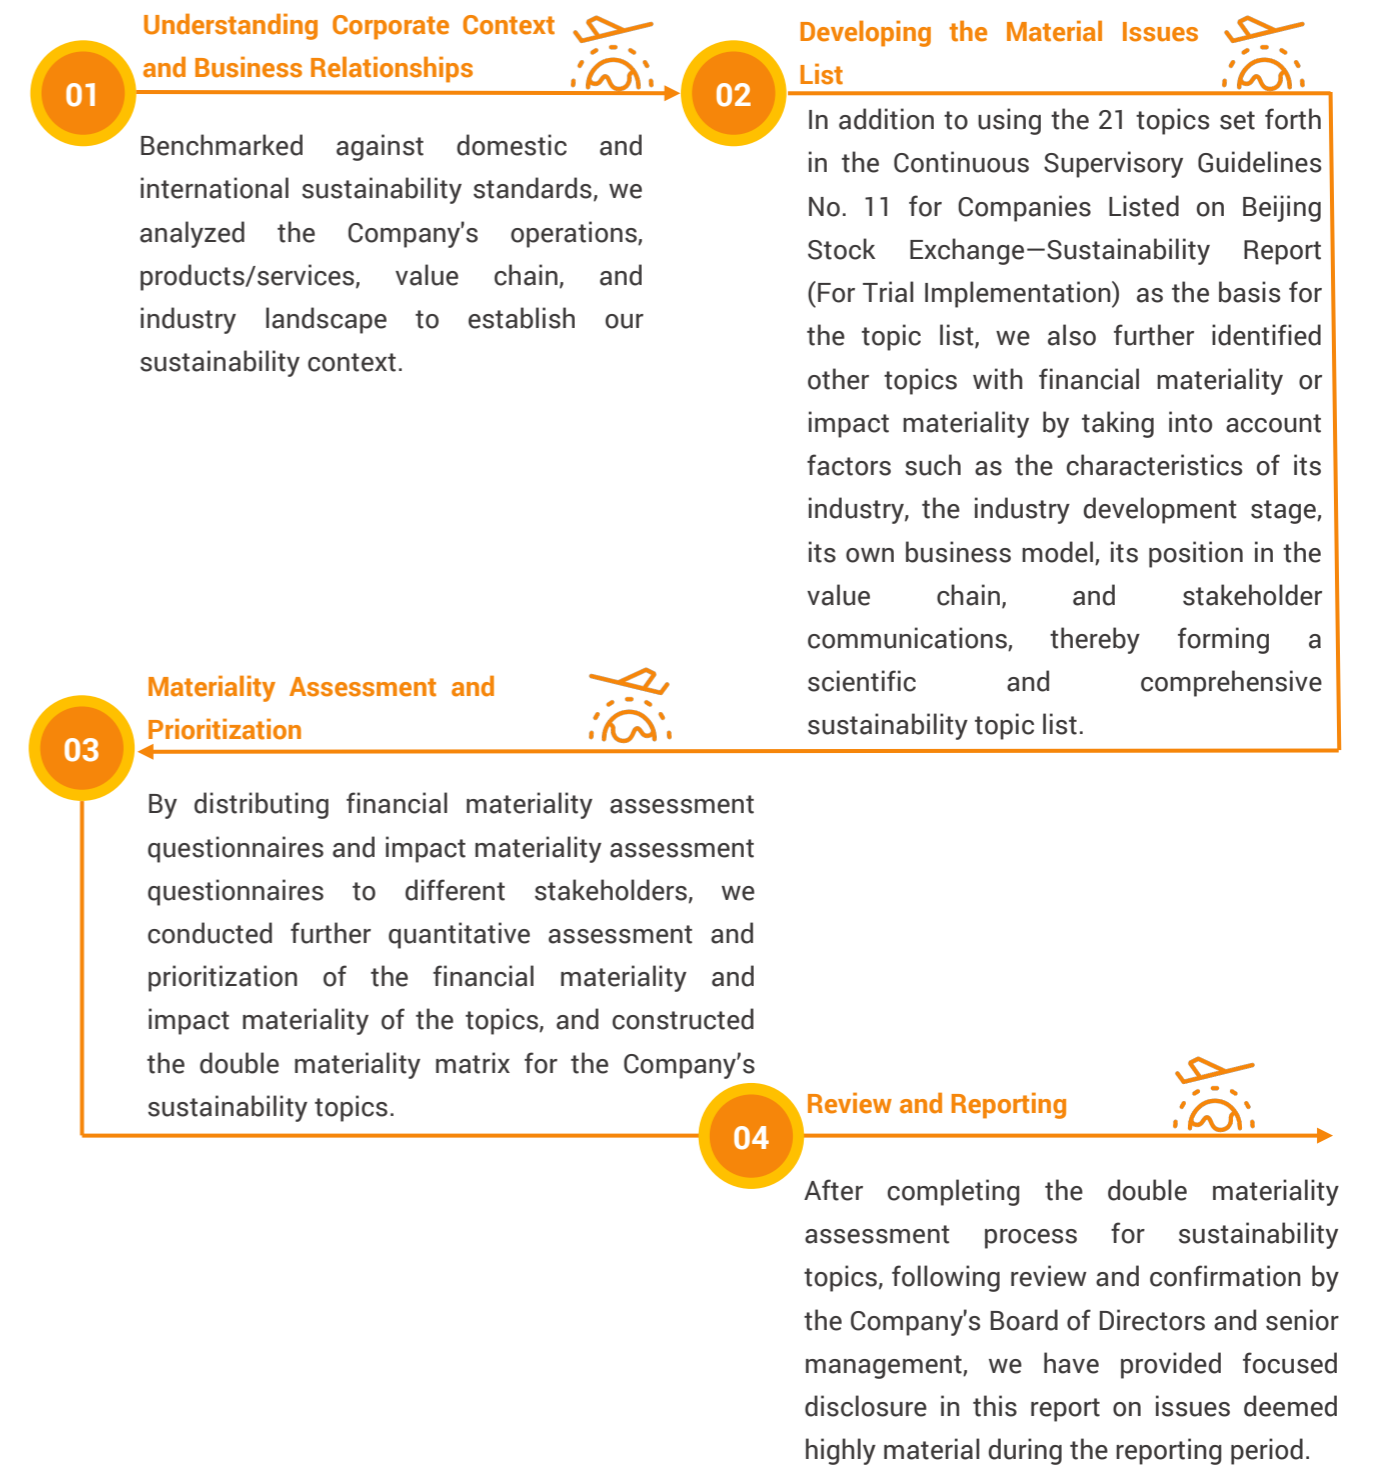 01
Understanding Corporate Context
and Business Relationships
Benchmarked against domestic and
international sustainability standards, we
analyzed the Company's operations,
products/services, value chain, and
industry landscape to establish our
sustainability context.
02
Developing the Material Issues
List
In addition to using the 21 topics set forth
in the Continuous Supervisory Guidelines
No. 11 for Companies Listed on Beijing
Stock Exchange—Sustainability Report
(For Trial Implementation) as the basis for
the topic list, we also further identified
other topics with financial materiality or
impact materiality by taking into account
factors such as the characteristics of its
industry, the industry development stage,
its own business model, its position in the
value chain, and stakeholder
communications, thereby forming a
scientific and comprehensive
sustainability topic list.
03
Materiality Assessment and
Prioritization
By distributing financial materiality assessment
questionnaires and impact materiality assessment
questionnaires to different stakeholders, we
conducted further quantitative assessment and
prioritization of the financial materiality and
impact materiality of the topics, and constructed
the double materiality matrix for the Company's
sustainability topics.
04
Review and Reporting
After completing the double materiality
assessment process for sustainability
topics, following review and confirmation by
the Company's Board of Directors and senior
management, we have provided focused
disclosure in this report on issues deemed
highly material during the reporting period.